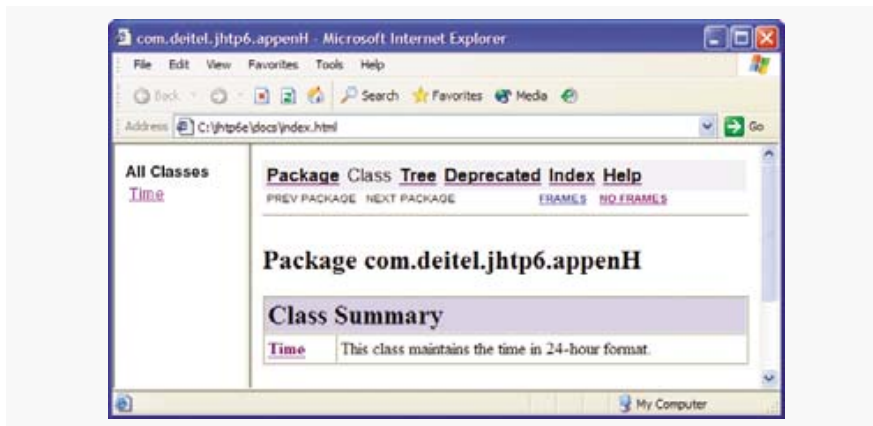 com.deitel.jhtp6.appenH - Microsoft Internet Explorer
File Edit View Favorites Tools Help
Back Search Favorites Media
Address C:\jhtp6e\docs\index.html Go
All Classes
Time
Package Class Tree Deprecated Index Help
PREV PACKAGE NEXT PACKAGE FRAMES NO FRAMES
Package com.deitel.jhtp6.appenH
Class Summary
Time This class maintains the time in 24-hour format.
My Computer